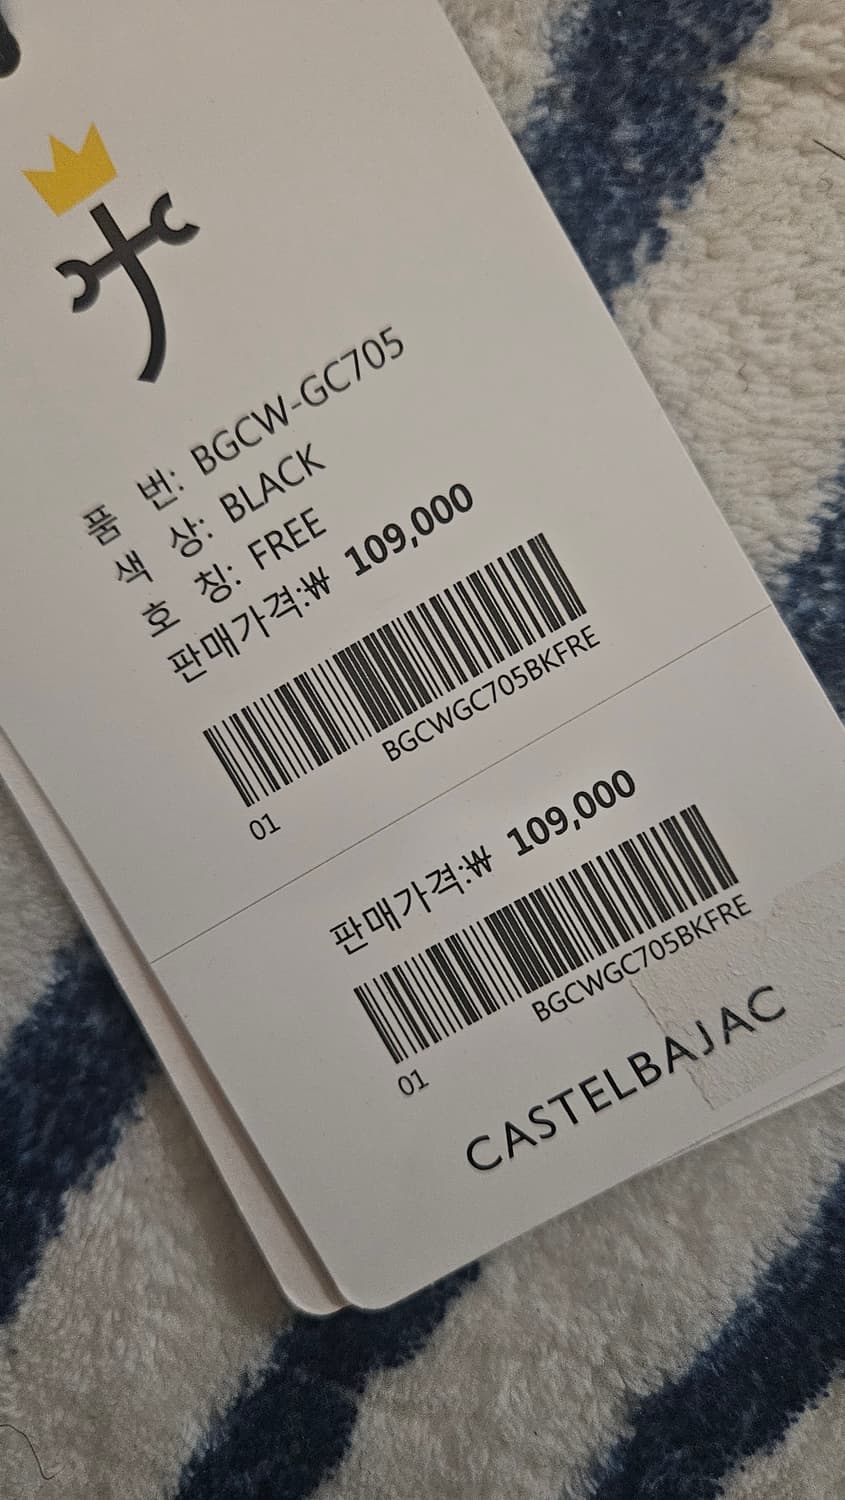 품 번: BGCW-GC705
색 상: BLACK
호 칭: FREE
판매가격:₩ 109,000
BGCWGC705BKFRE
01
판매가격:₩ 109,000
BGCWGC705BKFRE
01
CASTELBAJAC